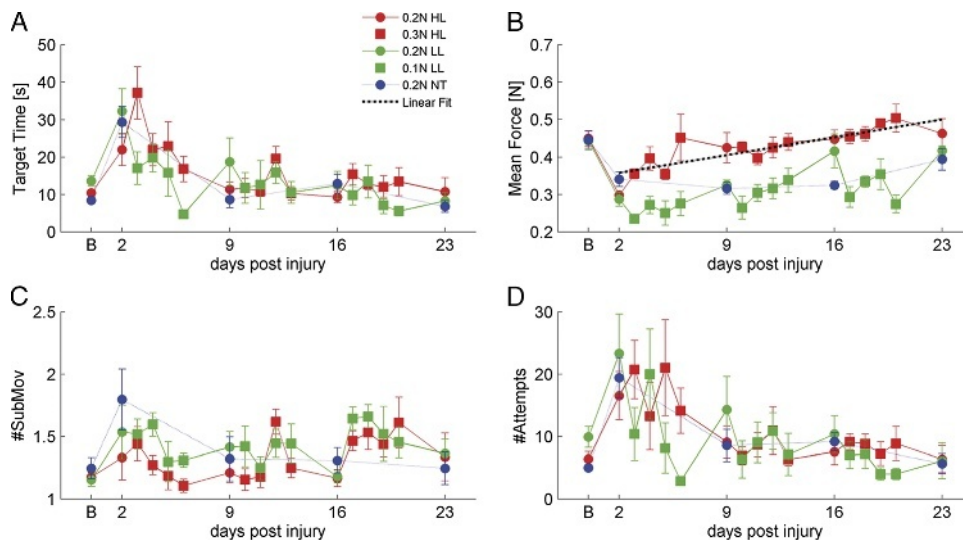 A
Target Time [s]
50
40
30
20
10
0
B 2 9 16 23
days post injury
0.2N HL
0.3N HL
0.2N LL
0.1N LL
0.2N NT
Linear Fit
B
Mean Force [N]
0.7
0.6
0.5
0.4
0.3
0.2
B 2 9 16 23
days post injury
C
#SubMov
2.5
2
1.5
1
B 2 9 16 23
days post injury
D
#Attempts
30
20
10
0
B 2 9 16 23
days post injury